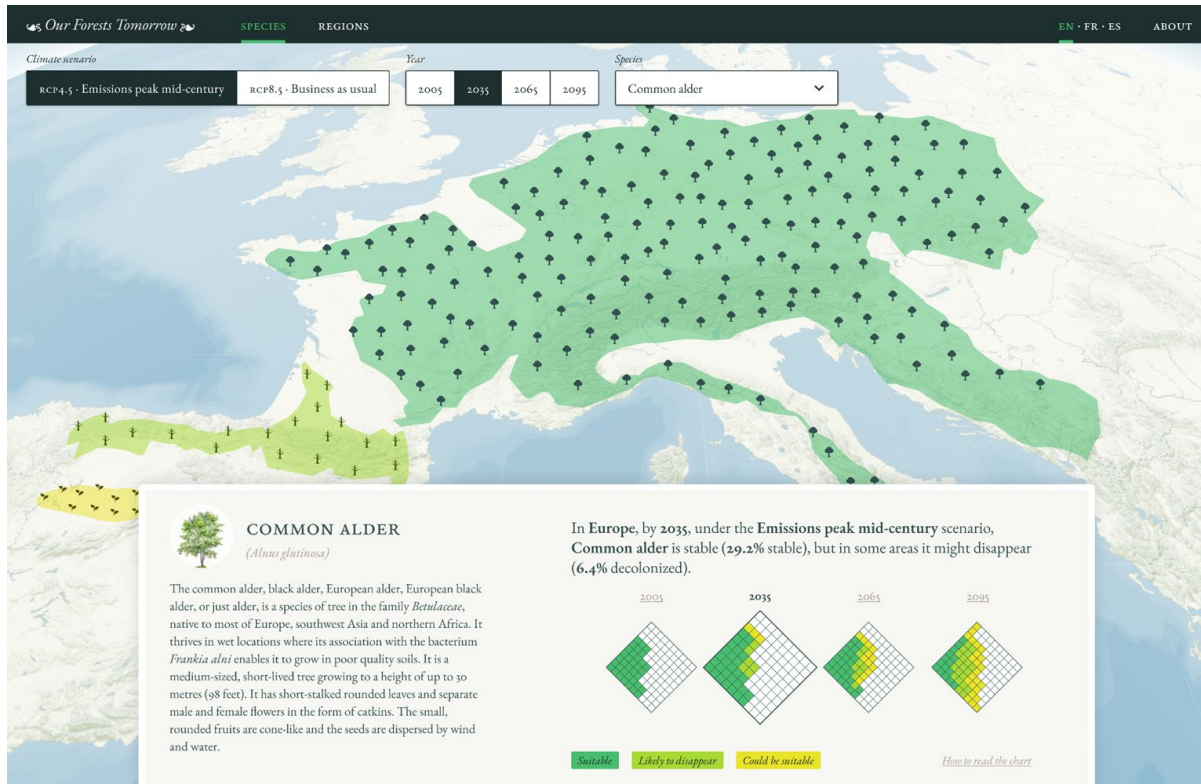 Our Forests Tomorrow
SPECIES
REGIONS
EN · FR · ES
ABOUT
Climate scenario
RCP4.5 · Emissions peak mid-century
RCP8.5 · Business as usual
Year
2005
2035
2065
2095
Species
Common alder
COMMON ALDER
(Alnus glutinosa)
The common alder, black alder, European alder, European black
alder, or just alder, is a species of tree in the family Betulaceae,
native to most of Europe, southwest Asia and northern Africa. It
thrives in wet locations where its association with the bacterium
Frankia alni enables it to grow in poor quality soils. It is a
medium-sized, short-lived tree growing to a height of up to 30
metres (98 feet). It has short-stalked rounded leaves and separate
male and female flowers in the form of catkins. The small,
rounded fruits are cone-like and the seeds are dispersed by wind
and water.
In Europe, by 2035, under the Emissions peak mid-century scenario,
Common alder is stable (29.2% stable), but in some areas it might disappear
(6.4% decolonized).
2005
2035
2065
2095
Suitable
Likely to disappear
Could be suitable
How to read the chart